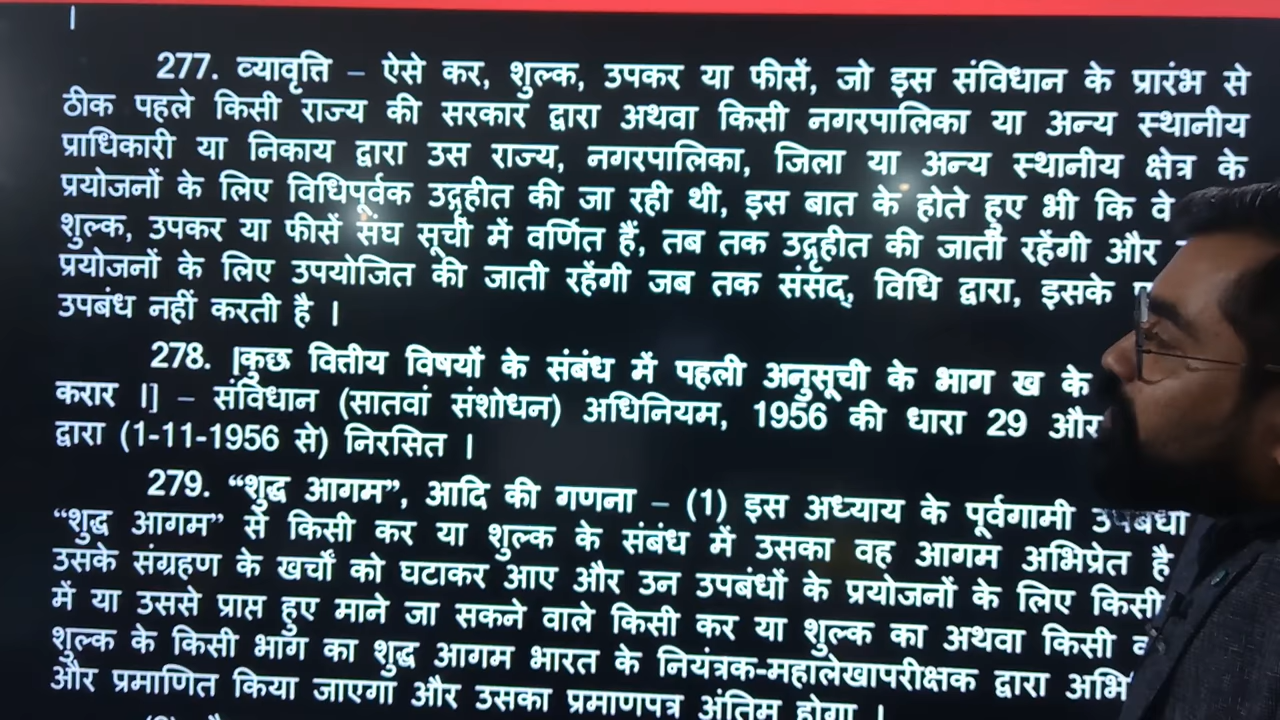 ।
277. व्यावृत्ति – ऐसे कर, शुल्क, उपकर या फीसें, जो इस संविधान के प्रारंभ से
ठीक पहले किसी राज्य की सरकार द्वारा अथवा किसी नगरपालिका या अन्य स्थानीय
प्राधिकारी या निकाय द्वारा उस राज्य, नगरपालिका, जिला या अन्य स्थानीय क्षेत्र के
प्रयोजनों के लिए विधिपूर्वक उद्गृहीत की जा रही थी, इस बात के होते हुए भी कि वे
शुल्क, उपकर या फीसें संघ सूची में वर्णित हैं, तब तक उद्गृहीत की जाती रहेंगी और
प्रयोजनों के लिए उपयोजित की जाती रहेंगी जब तक संसद्, विधि द्वारा, इसके
उपबंध नहीं करती है ।
278. [कुछ वित्तीय विषयों के संबंध में पहली अनुसूची के भाग ख के
करार ।] – संविधान (सातवां संशोधन) अधिनियम, 1956 की धारा 29 और
द्वारा (1-11-1956 से) निरसित ।
279. “शुद्ध आगम”, आदि की गणना – (1) इस अध्याय के पूर्वगामी उपबंधों
“शुद्ध आगम” से किसी कर या शुल्क के संबंध में उसका वह आगम अभिप्रेत है
उसके संग्रहण के खर्चों को घटाकर आए और उन उपबंधों के प्रयोजनों के लिए किसी
में या उससे प्राप्त हुए माने जा सकने वाले किसी कर या शुल्क का अथवा किसी
शुल्क के किसी भाग का शुद्ध आगम भारत के नियंत्रक-महालेखापरीक्षक द्वारा
और प्रमाणित किया जाएगा और उसका प्रमाणपत्र अंतिम होगा ।